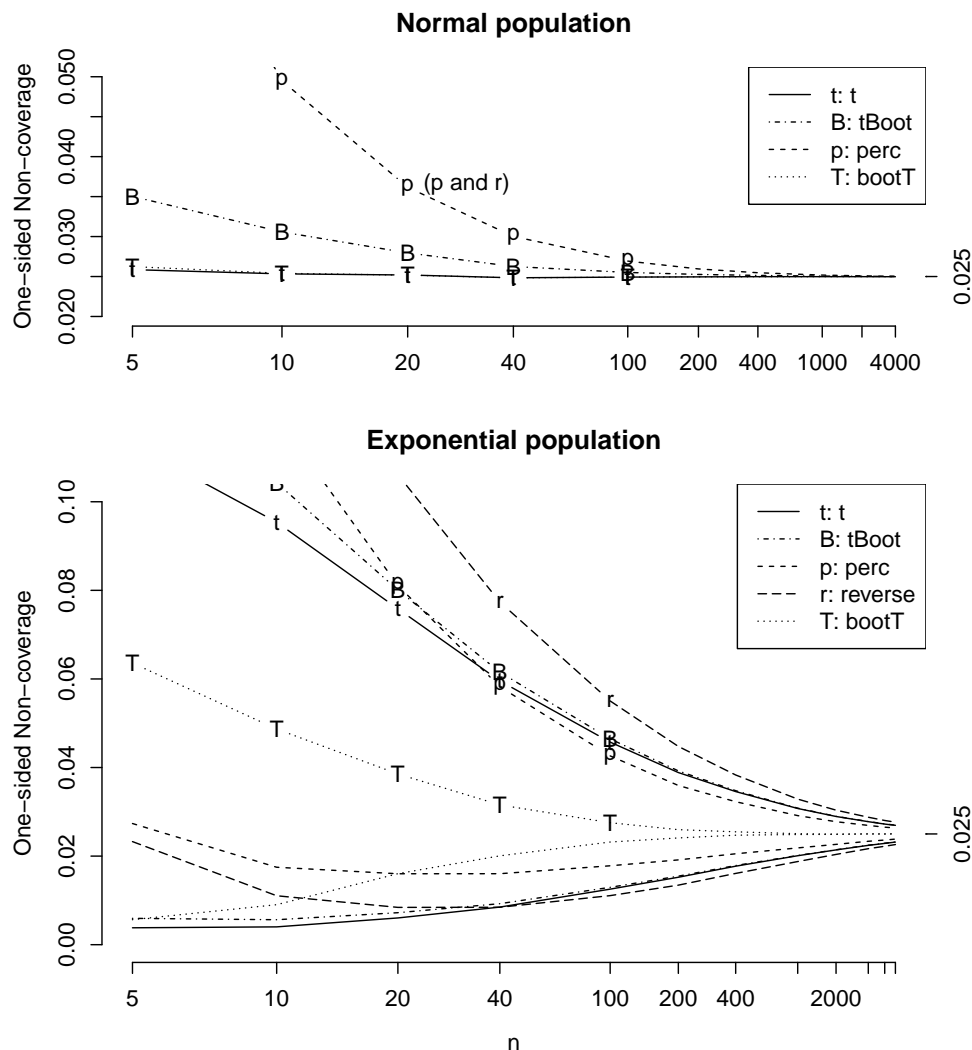 Normal population
One−sided Non−coverage
0.050
0.040
0.030
0.020
p
p (p and r)
p
p
B
B
B
B
B
T
T
T
T
T
t
t
t
t
t
t: t
B: tBoot
p: perc
T: bootT
0.025
5 10 20 40 100 200 400 1000 4000
Exponential population
One−sided Non−coverage
0.10
0.08
0.06
0.04
0.02
0.00
B
B
B
B
t
t
t
t
p
p
p
r
r
T
T
T
T
T
t: t
B: tBoot
p: perc
r: reverse
T: bootT
0.025
5 10 20 40 100 200 400 2000
n